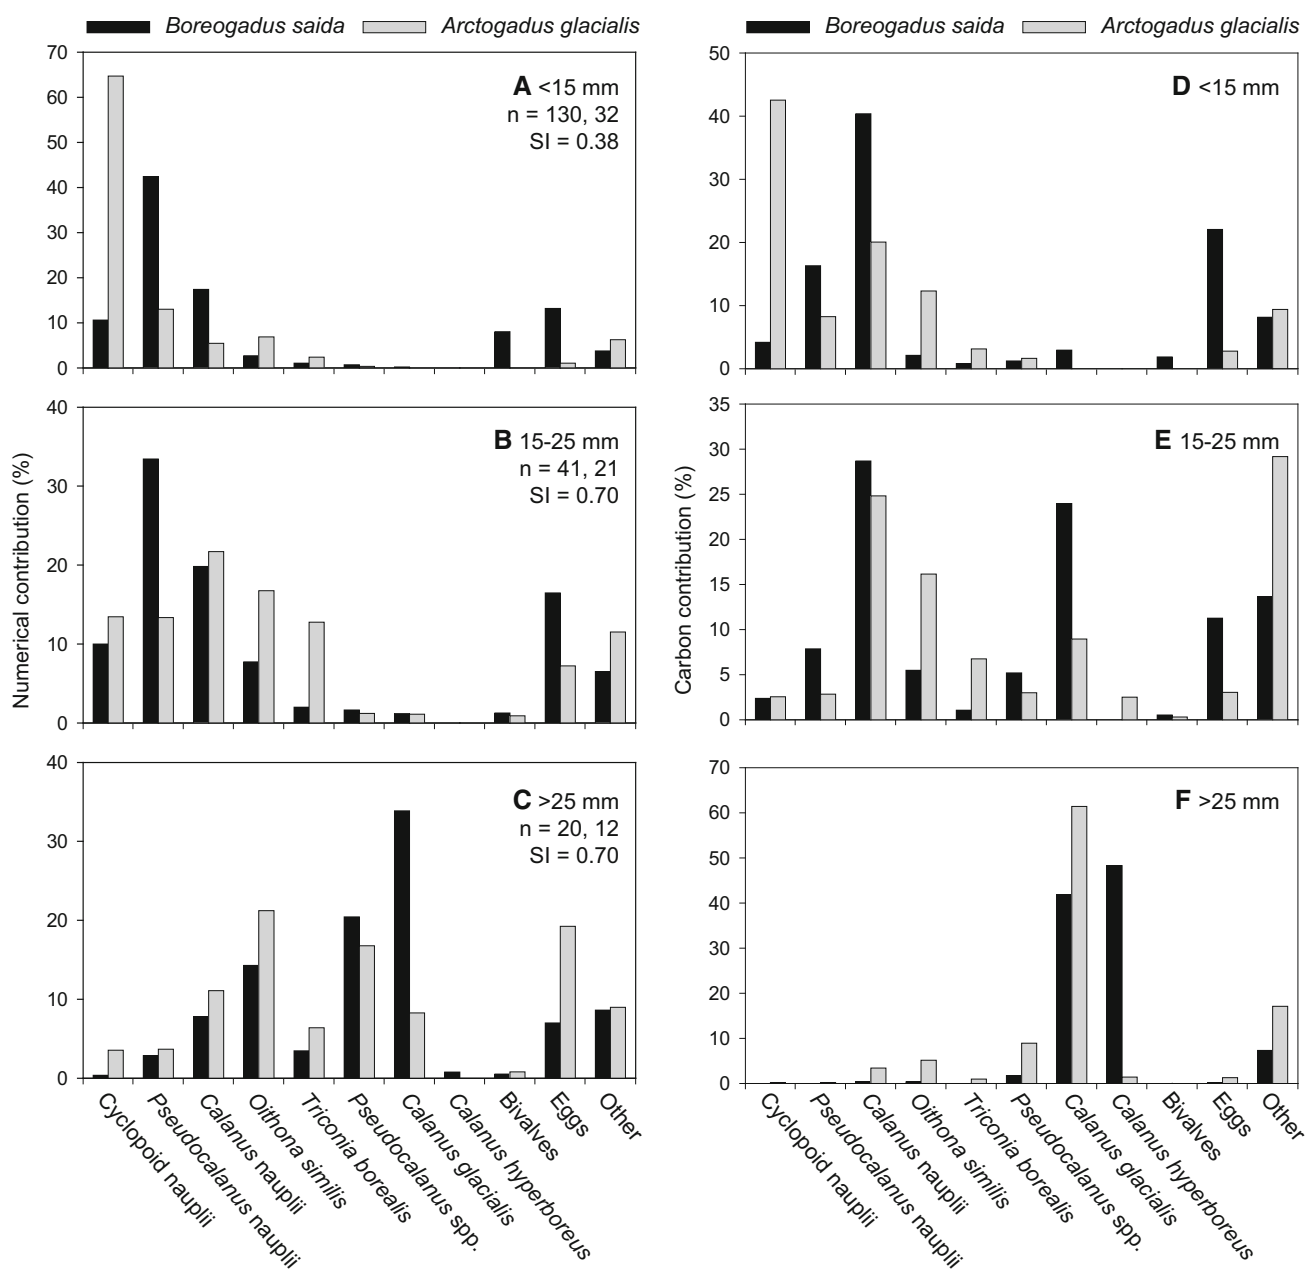 Boreogadus saida Arctogadus glacialis
Boreogadus saida Arctogadus glacialis
Numerical contribution (%)
70
60
50
40
30
20
10
0
A <15 mm
n = 130, 32
SI = 0.38
40
30
20
10
0
B 15-25 mm
n = 41, 21
SI = 0.70
40
30
20
10
0
C >25 mm
n = 20, 12
SI = 0.70
Cyclopoid nauplii
Pseudocalanus nauplii
Calanus nauplii
Oithona similis
Triconia borealis
Pseudocalanus spp.
Calanus glacialis
Calanus hyperboreus
Bivalves
Eggs
Other
Carbon contribution (%)
50
40
30
20
10
0
D <15 mm
35
30
25
20
15
10
5
0
E 15-25 mm
70
60
50
40
30
20
10
0
F >25 mm
Cyclopoid nauplii
Pseudocalanus nauplii
Calanus nauplii
Oithona similis
Triconia borealis
Pseudocalanus spp.
Calanus glacialis
Calanus hyperboreus
Bivalves
Eggs
Other